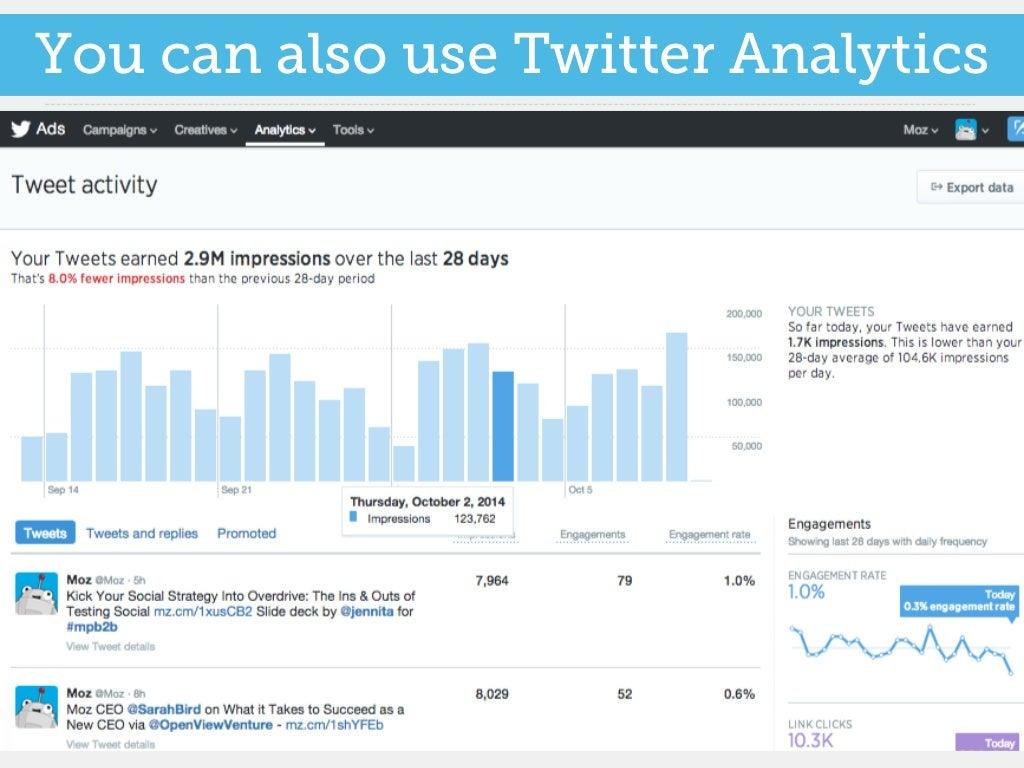 You can also use Twitter Analytics
Ads Campaigns Creatives Analytics Tools Moz
Tweet activity
Export data
Your Tweets earned 2.9M impressions over the last 28 days
That's 8.0% fewer impressions than the previous 28-day period
200,000
150,000
100,000
50,000
Sep 14 Sep 21 Oct 5
Thursday, October 2, 2014
Impressions 123,762
YOUR TWEETS
So far today, your Tweets have earned
1.7K impressions. This is lower than your
28-day average of 104.6K impressions
per day.
Tweets Tweets and replies Promoted Impressions Engagements Engagement rate
Moz @Moz · 5h 7,964 79 1.0%
Kick Your Social Strategy Into Overdrive: The Ins & Outs of
Testing Social mz.cm/1xusCB2 Slide deck by @jennita for
#mpb2b
View Tweet details
Moz @Moz · 8h 8,029 52 0.6%
Moz CEO @SarahBird on What it Takes to Succeed as a
New CEO via @OpenViewVenture - mz.cm/1shYFEb
View Tweet details
Engagements
Showing last 28 days with daily frequency
ENGAGEMENT RATE
1.0%
Today
0.3% engagement rate
LINK CLICKS
10.3K
Today